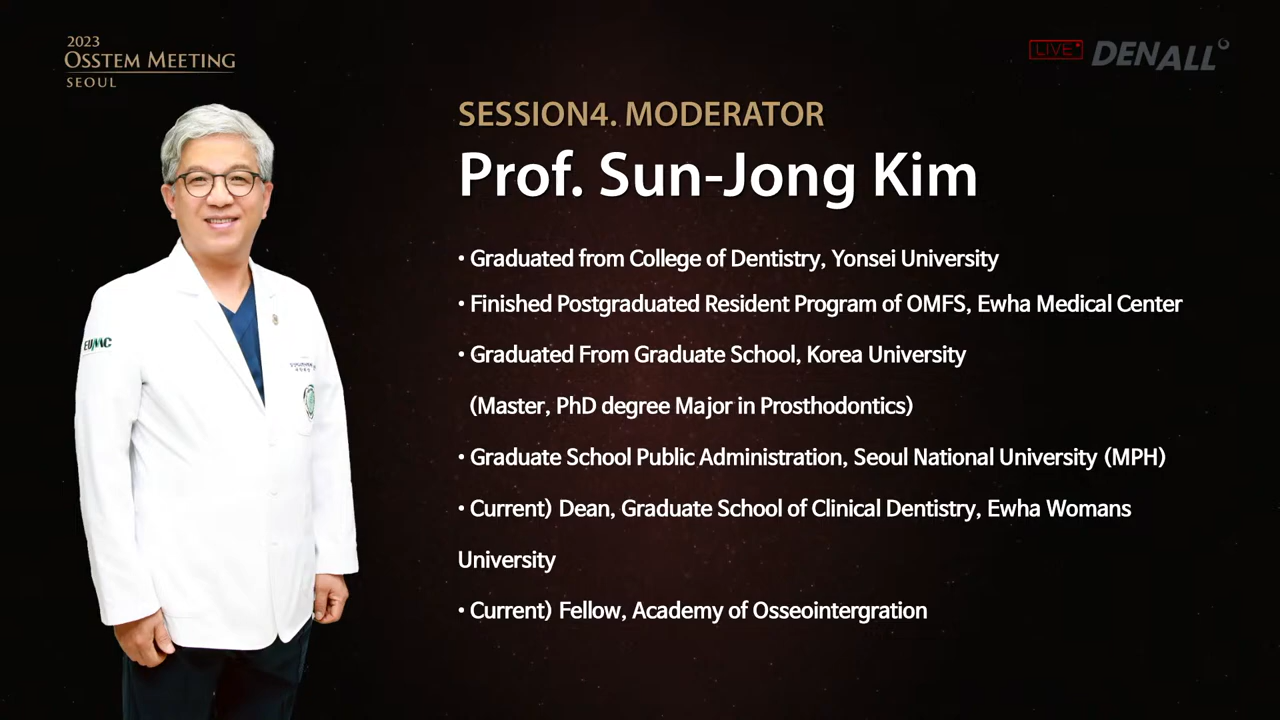 2023
OSSTEM MEETING
SEOUL
LIVE
DENALL
SESSION4. MODERATOR
Prof. Sun-Jong Kim
• Graduated from College of Dentistry, Yonsei University
• Finished Postgraduated Resident Program of OMFS, Ewha Medical Center
• Graduated From Graduate School, Korea University
(Master, PhD degree Major in Prosthodontics)
• Graduate School Public Administration, Seoul National University (MPH)
• Current) Dean, Graduate School of Clinical Dentistry, Ewha Womans
University
• Current) Fellow, Academy of Osseointergration
EUMC